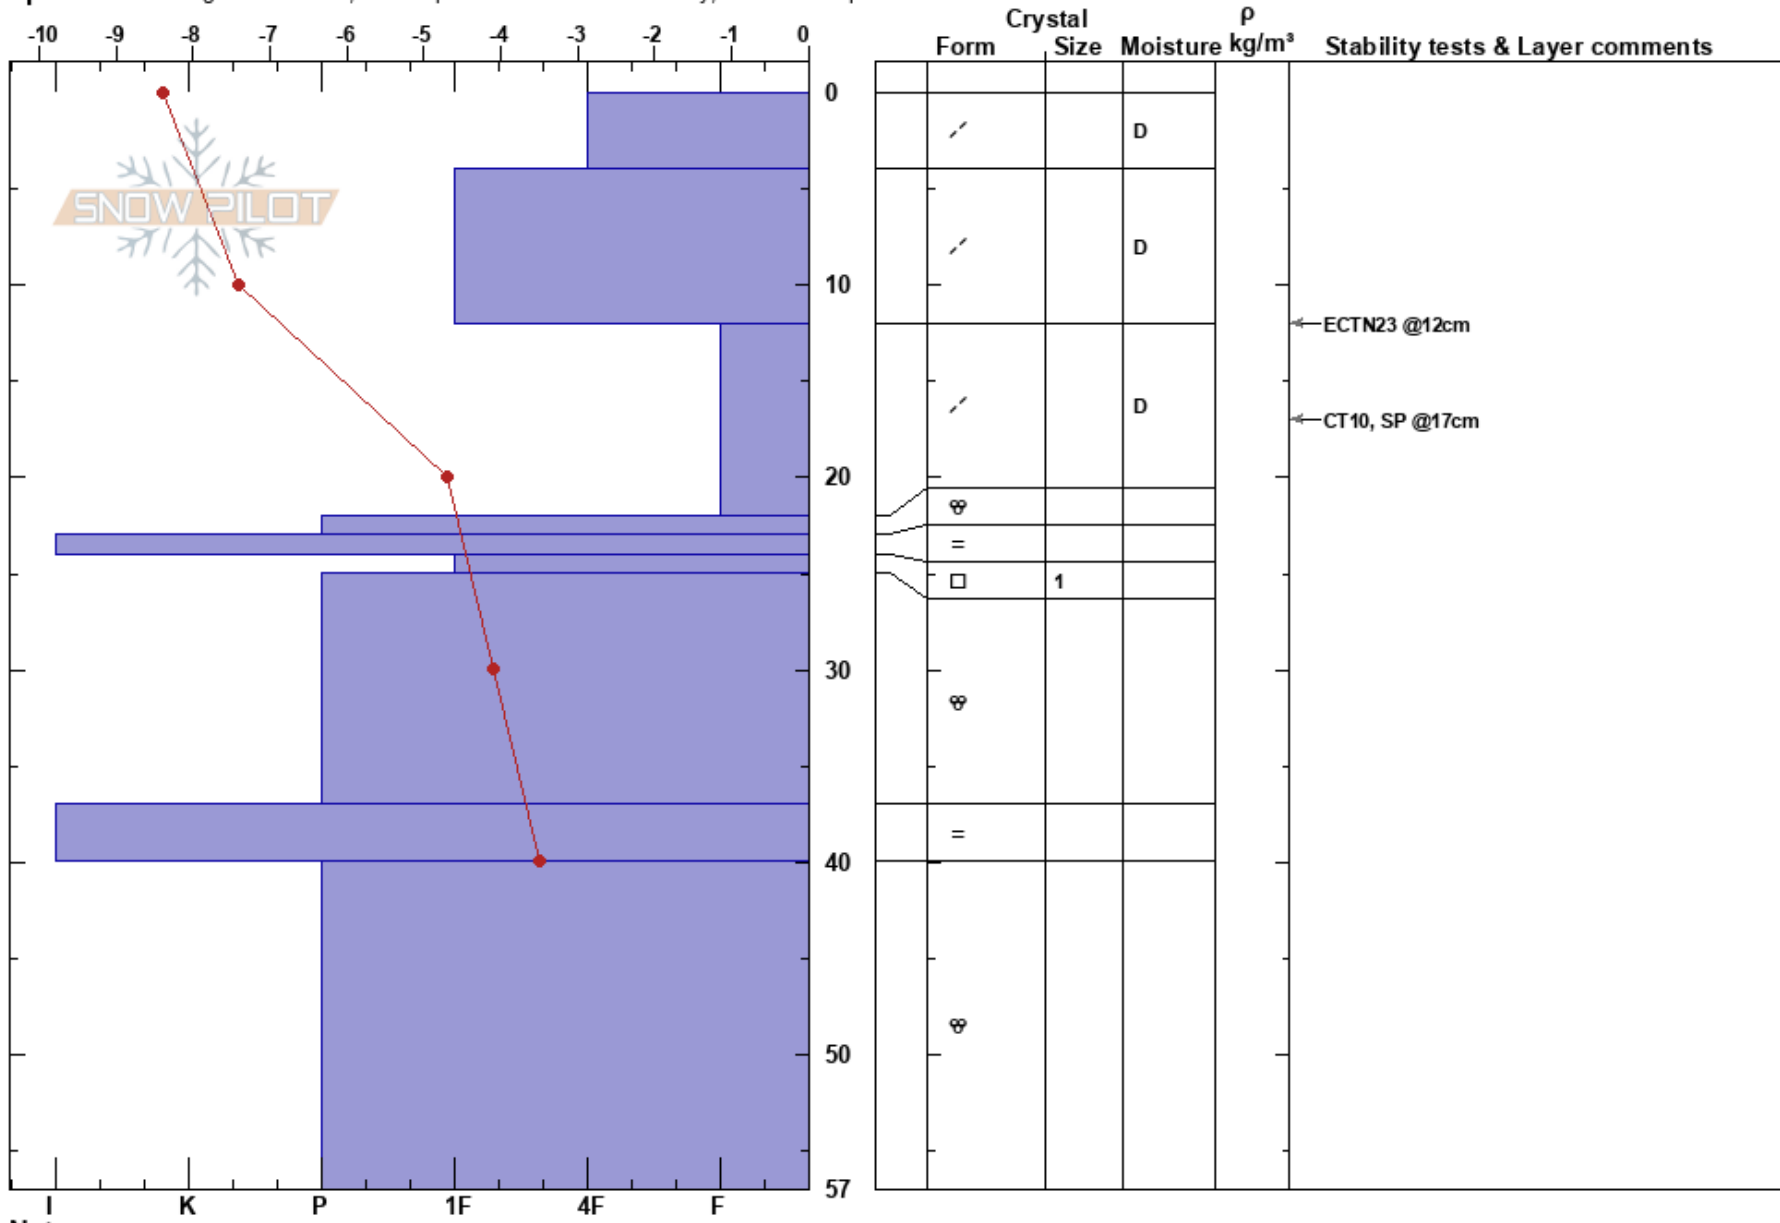 Crystal ρ
Form Size Moisture kg/m³ Stability tests & Layer comments
-10 -9 -8 -7 -6 -5 -4 -3 -2 -1 0
0
D
SNOW PILOT
D
10
ECTN23 @12cm
D
CT10, SP @17cm
20
=
1
30
=
40
50
57
I K P 1F 4F F